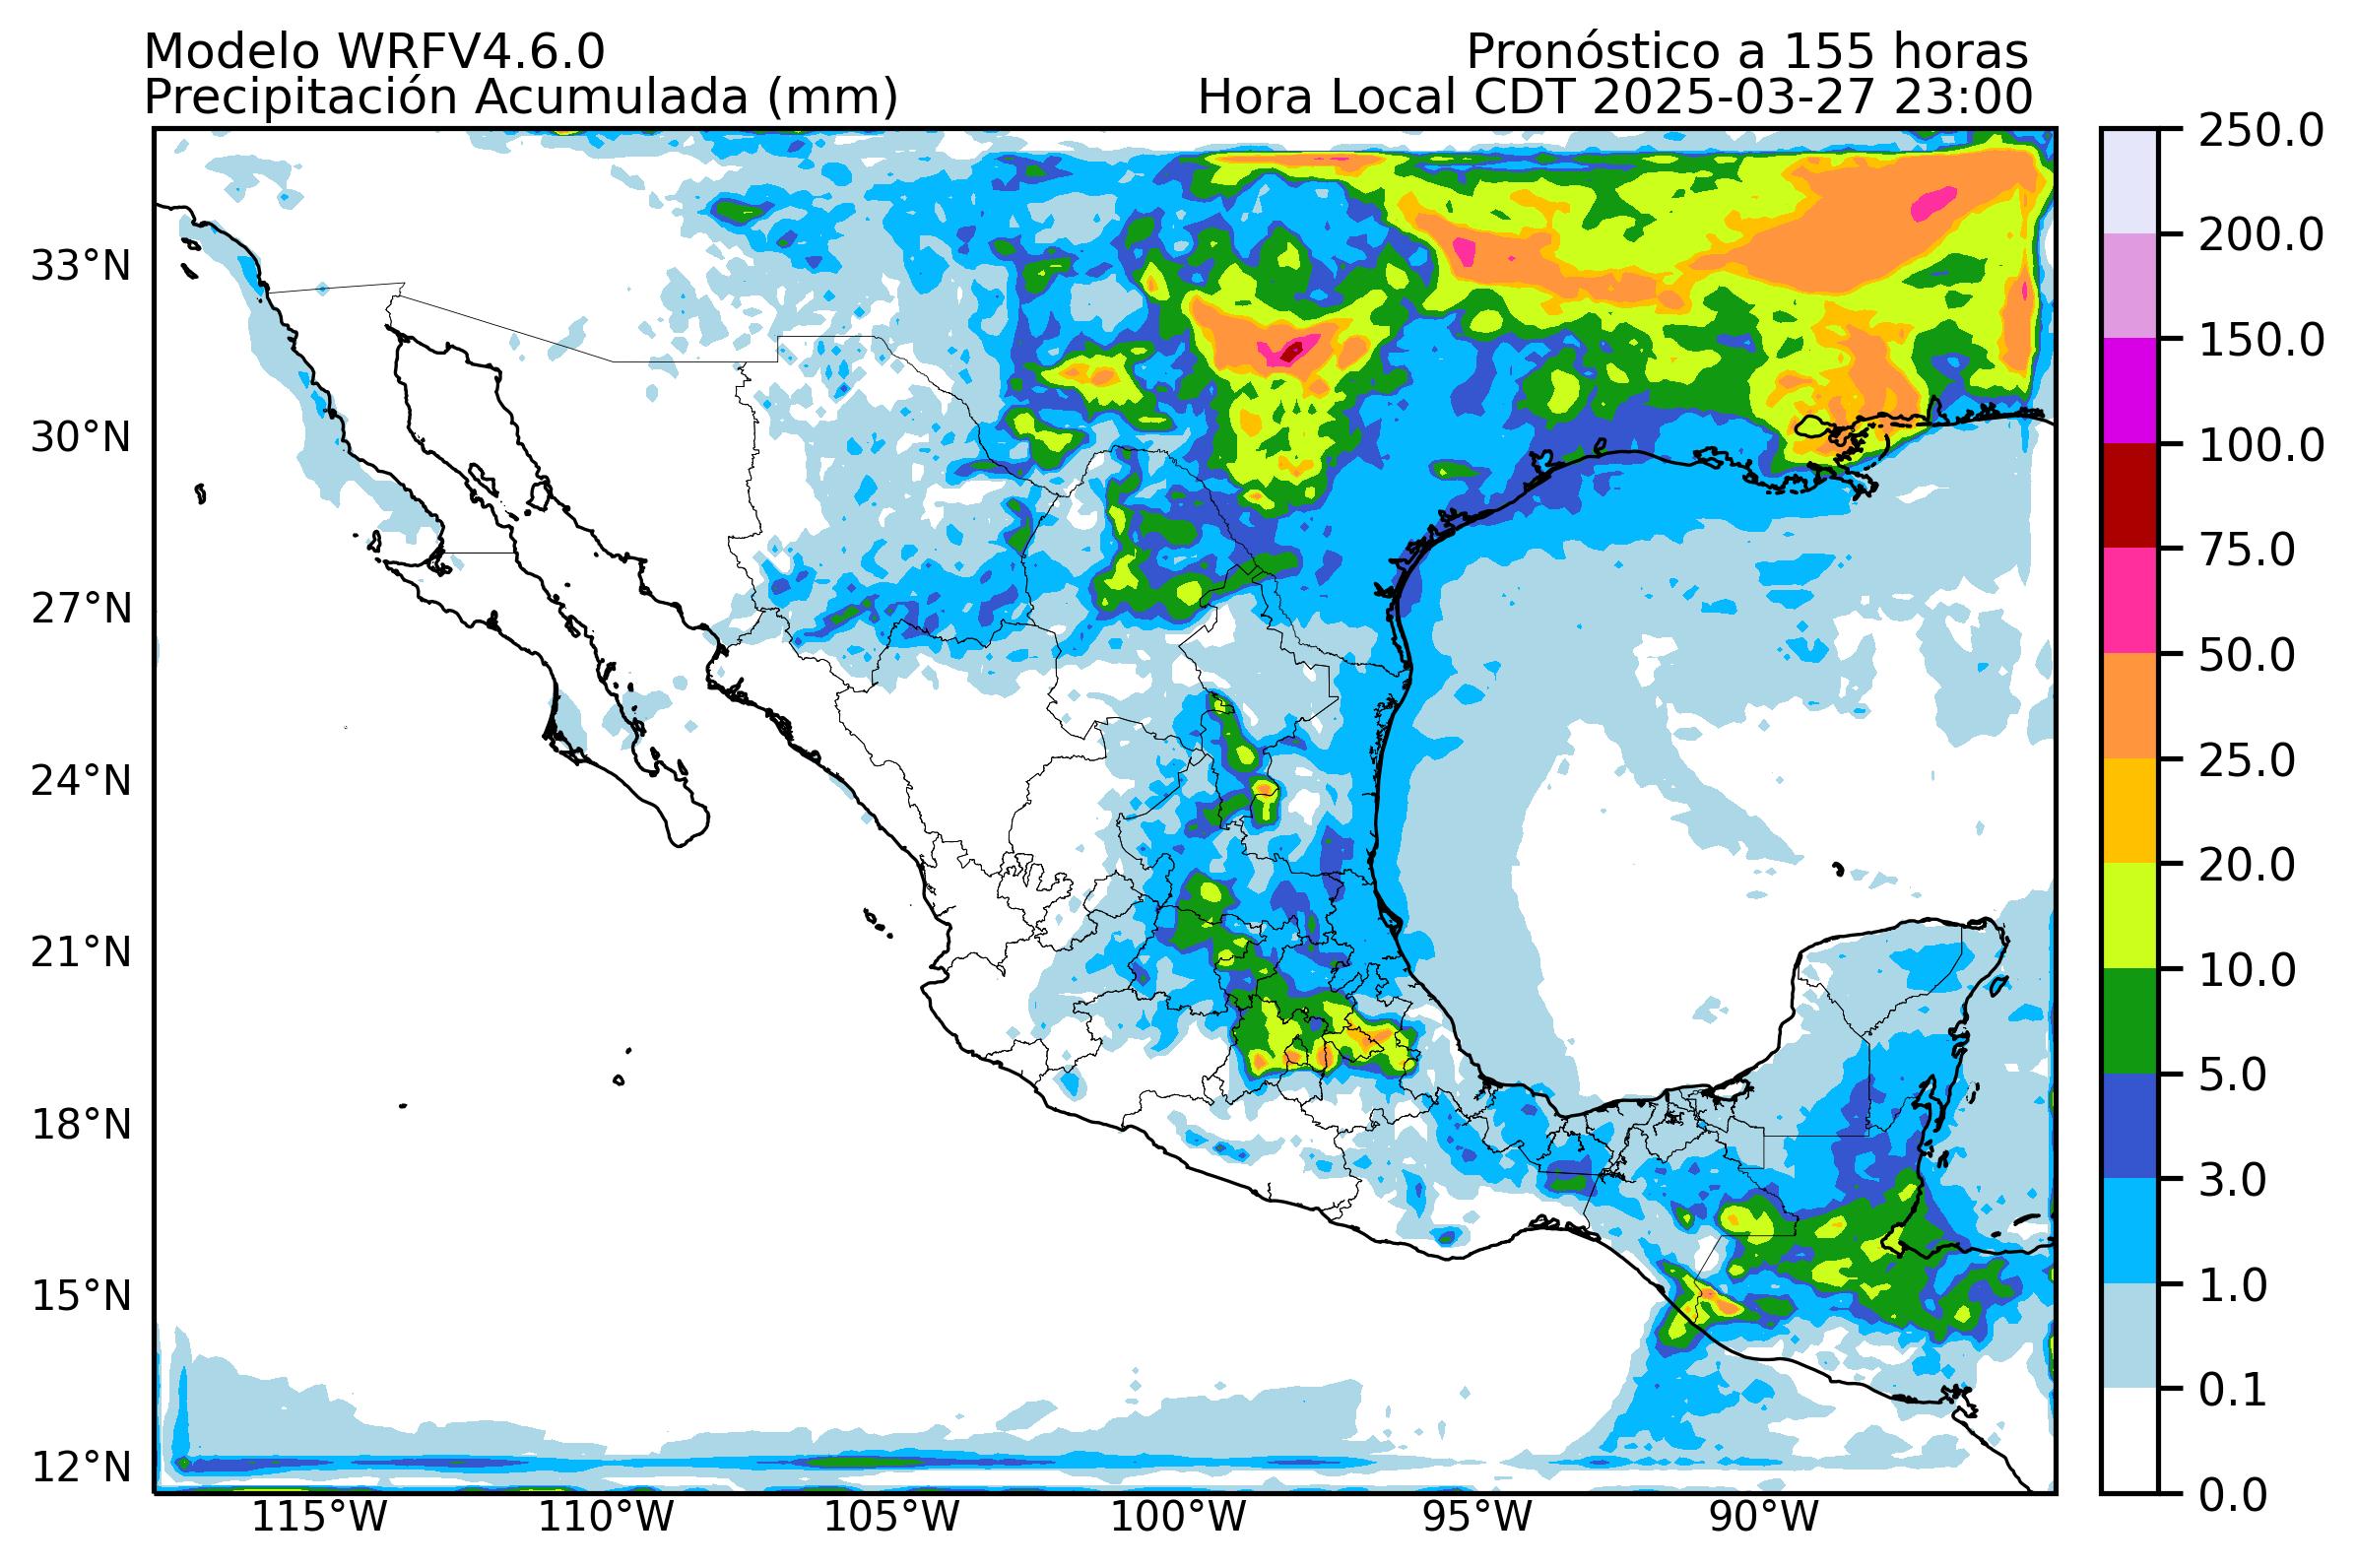 Modelo WRFV4.6.0
Pronóstico a 155 horas
Precipitación Acumulada (mm)
Hora Local CDT 2025-03-27 23:00
33°N
30°N
27°N
24°N
21°N
18°N
15°N
12°N
115°W
110°W
105°W
100°W
95°W
90°W
250.0
200.0
150.0
100.0
75.0
50.0
25.0
20.0
10.0
5.0
3.0
1.0
0.1
0.0